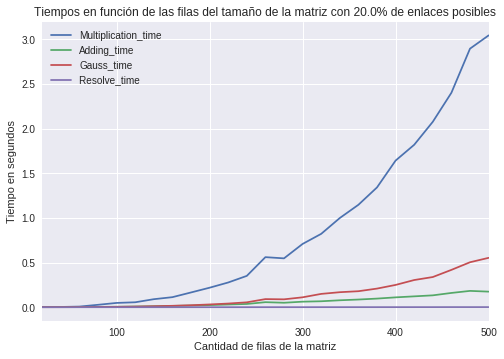 Tiempos en función de las filas del tamaño de la matriz con 20.0% de enlaces posibles
Multiplication_time
Adding_time
Gauss_time
Resolve_time
Tiempo en segundos
3.0
2.5
2.0
1.5
1.0
0.5
0.0
100
200
300
400
500
Cantidad de filas de la matriz